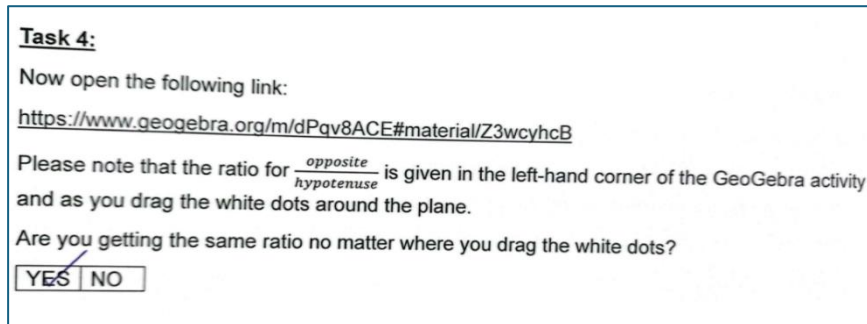 Task 4:
Now open the following link:
https://www.geogebra.org/m/dPqv8ACE#material/Z3wcyhcB
Please note that the ratio for opposite/hypotenuse is given in the left-hand corner of the GeoGebra activity
and as you drag the white dots around the plane.
Are you getting the same ratio no matter where you drag the white dots?
YES NO